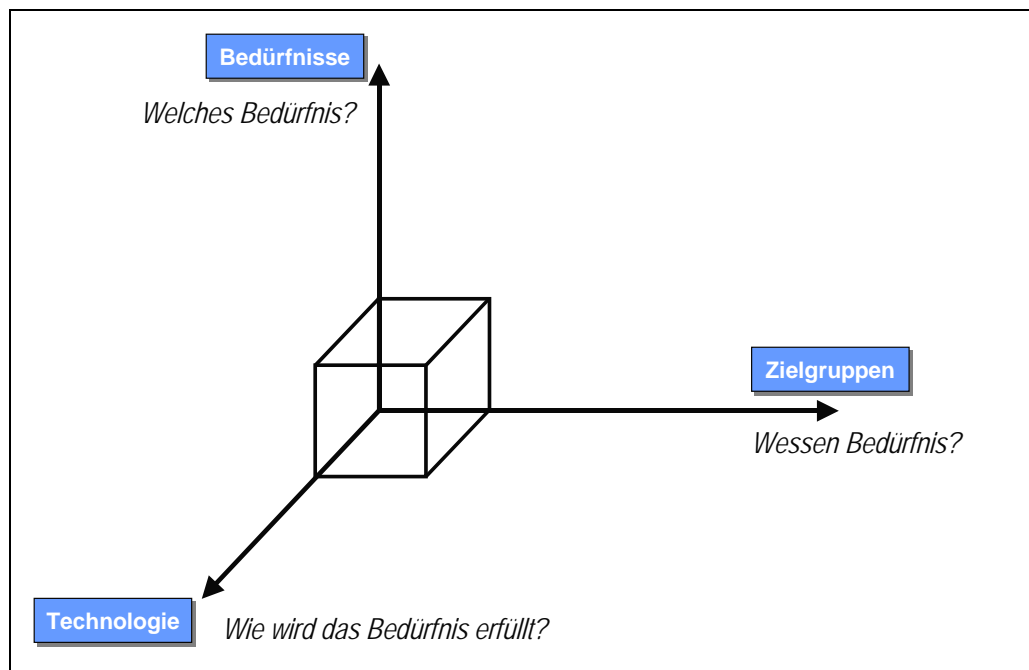 Bedürfnisse
Welches Bedürfnis?
Zielgruppen
Wessen Bedürfnis?
Technologie
Wie wird das Bedürfnis erfüllt?